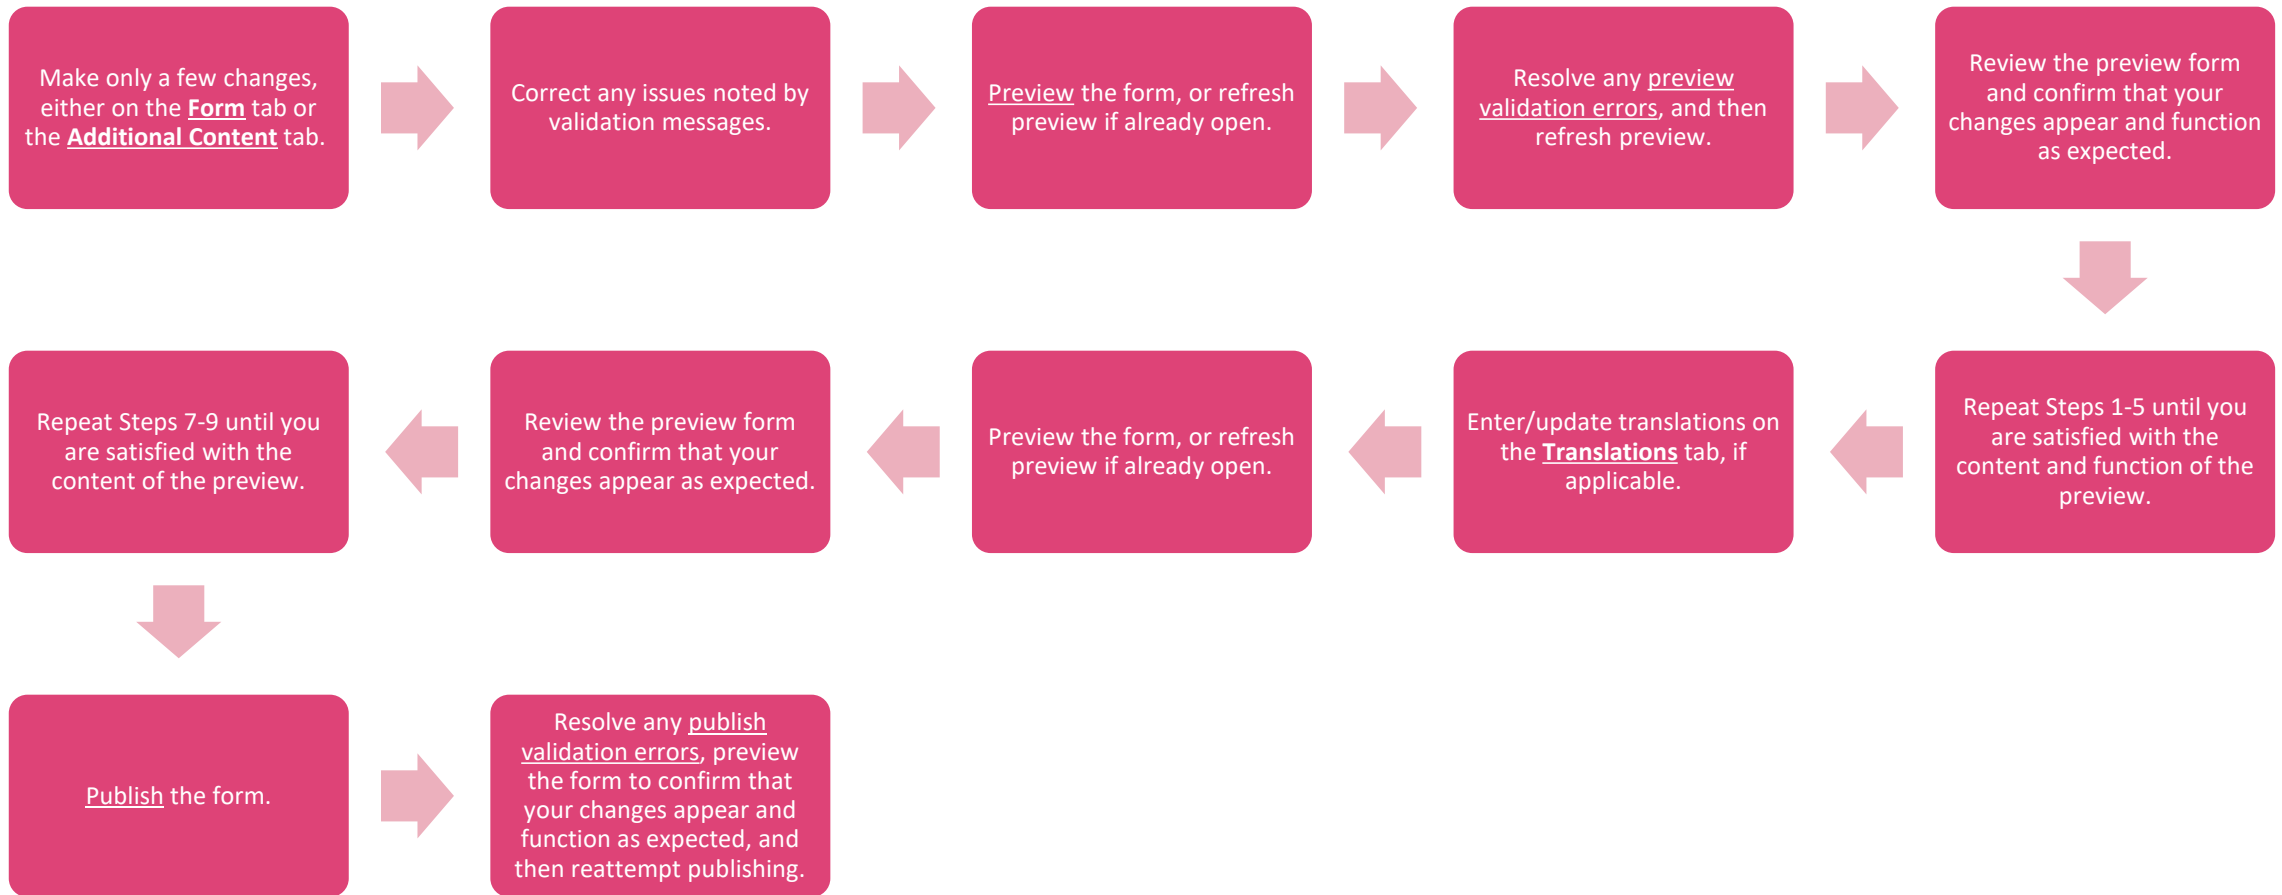 Make only a few changes,
either on the Form tab or
the Additional Content tab.
Correct any issues noted by
validation messages.
Preview the form, or refresh
preview if already open.
Resolve any preview
validation errors, and then
refresh preview.
Review the preview form
and confirm that your
changes appear and function
as expected.
Repeat Steps 1-5 until you
are satisfied with the
content and function of the
preview.
Enter/update translations on
the Translations tab, if
applicable.
Preview the form, or refresh
preview if already open.
Review the preview form
and confirm that your
changes appear as expected.
Repeat Steps 7-9 until you
are satisfied with the
content of the preview.
Publish the form.
Resolve any publish
validation errors, preview
the form to confirm that
your changes appear and
function as expected, and
then reattempt publishing.